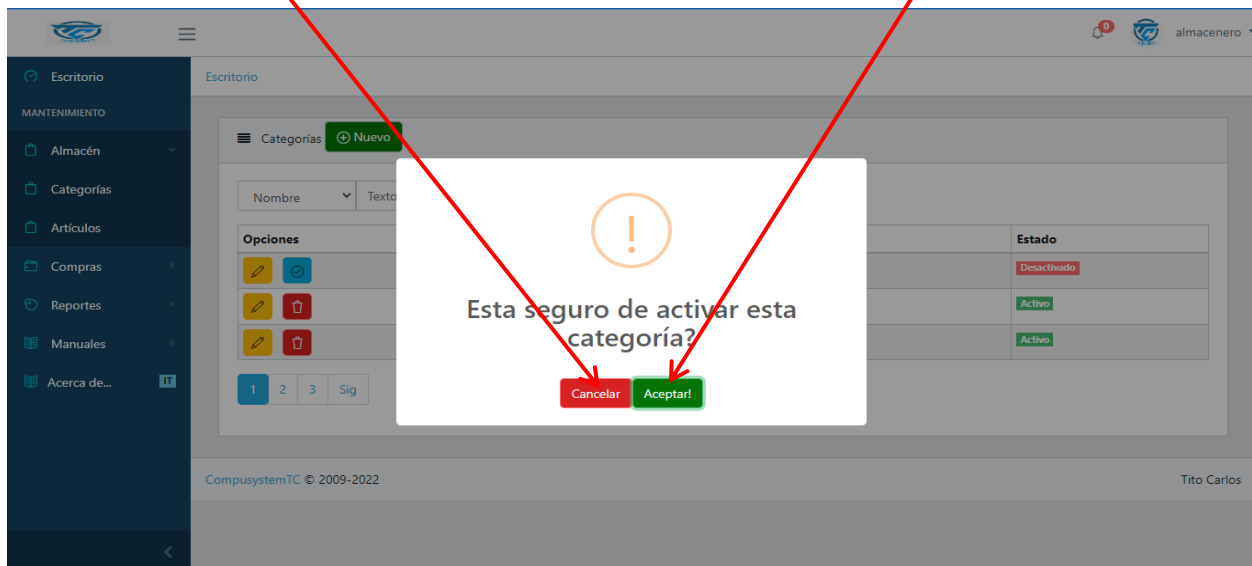 0
almacenero
Escritorio
Escritorio
MANTENIMIENTO
Almacén
Categorías
Artículos
Compras
Reportes
Manuales
Acerca de... IT
Categorías Nuevo
Nombre Texto
Opciones Estado
Desactivado
Activo
Activo
1 2 3 Sig
Esta seguro de activar esta
categoría?
Cancelar Aceptar!
CompusystemTC © 2009-2022 Tito Carlos